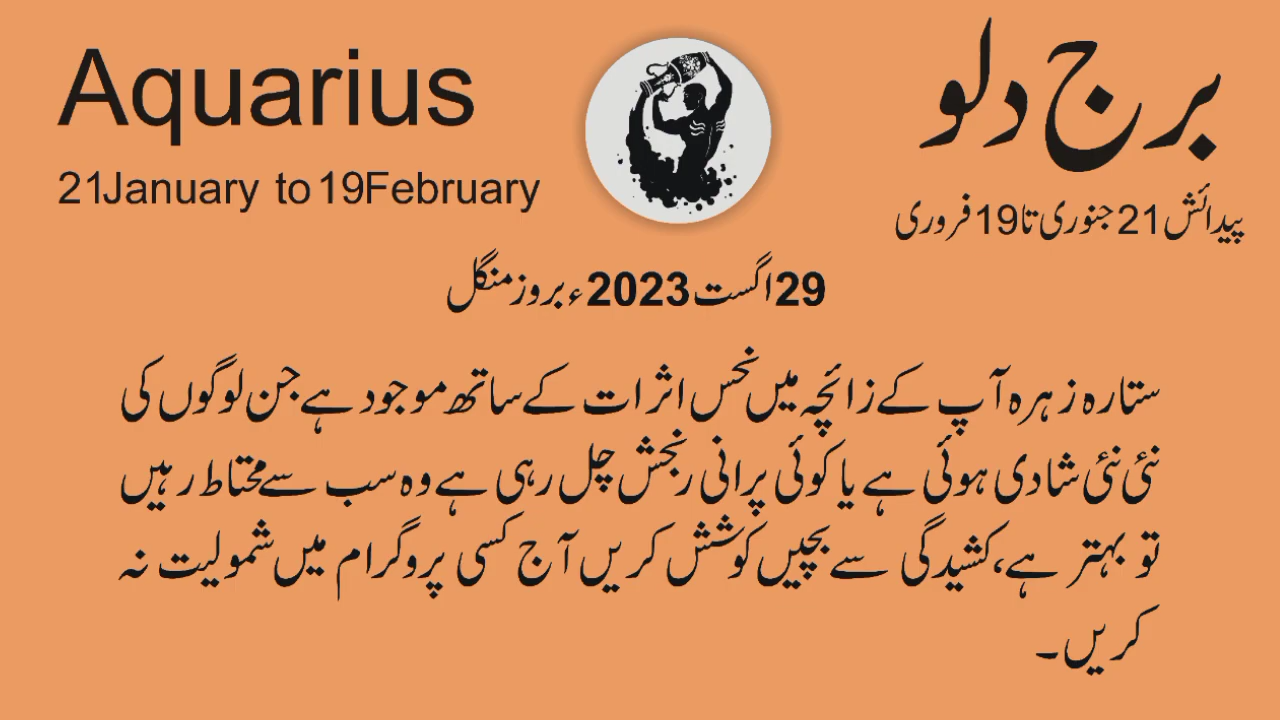 Aquarius
برج دلو
21January to 19February
پیدائش 21 جنوری تا 19 فروری
29 اگست 2023ء بروز منگل
ستارہ زہرہ آپ کے زائچہ میں نحس اثرات کے ساتھ موجود ہے جن لوگوں کی
نئی نئی شادی ہوئی ہے یا کوئی پرانی رنجش چل رہی ہے وہ سب سے محتاط رہیں
تو بہتر ہے، کشیدگی سے بچیں کوشش کریں آج کسی پروگرام میں شمولیت نہ
کریں۔